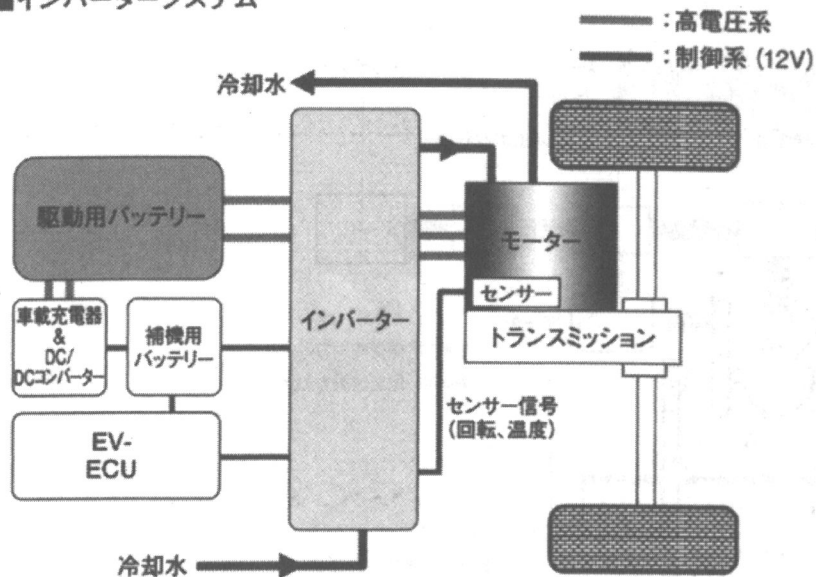 ■インバーターシステム
：高電圧系
：制御系 (12V)
冷却水
駆動用バッテリー
モーター
センサー
インバーター
トランスミッション
車載充電器
&
DC/
DCコンバーター
補機用
バッテリー
センサー信号
(回転、温度)
EV-
ECU
冷却水